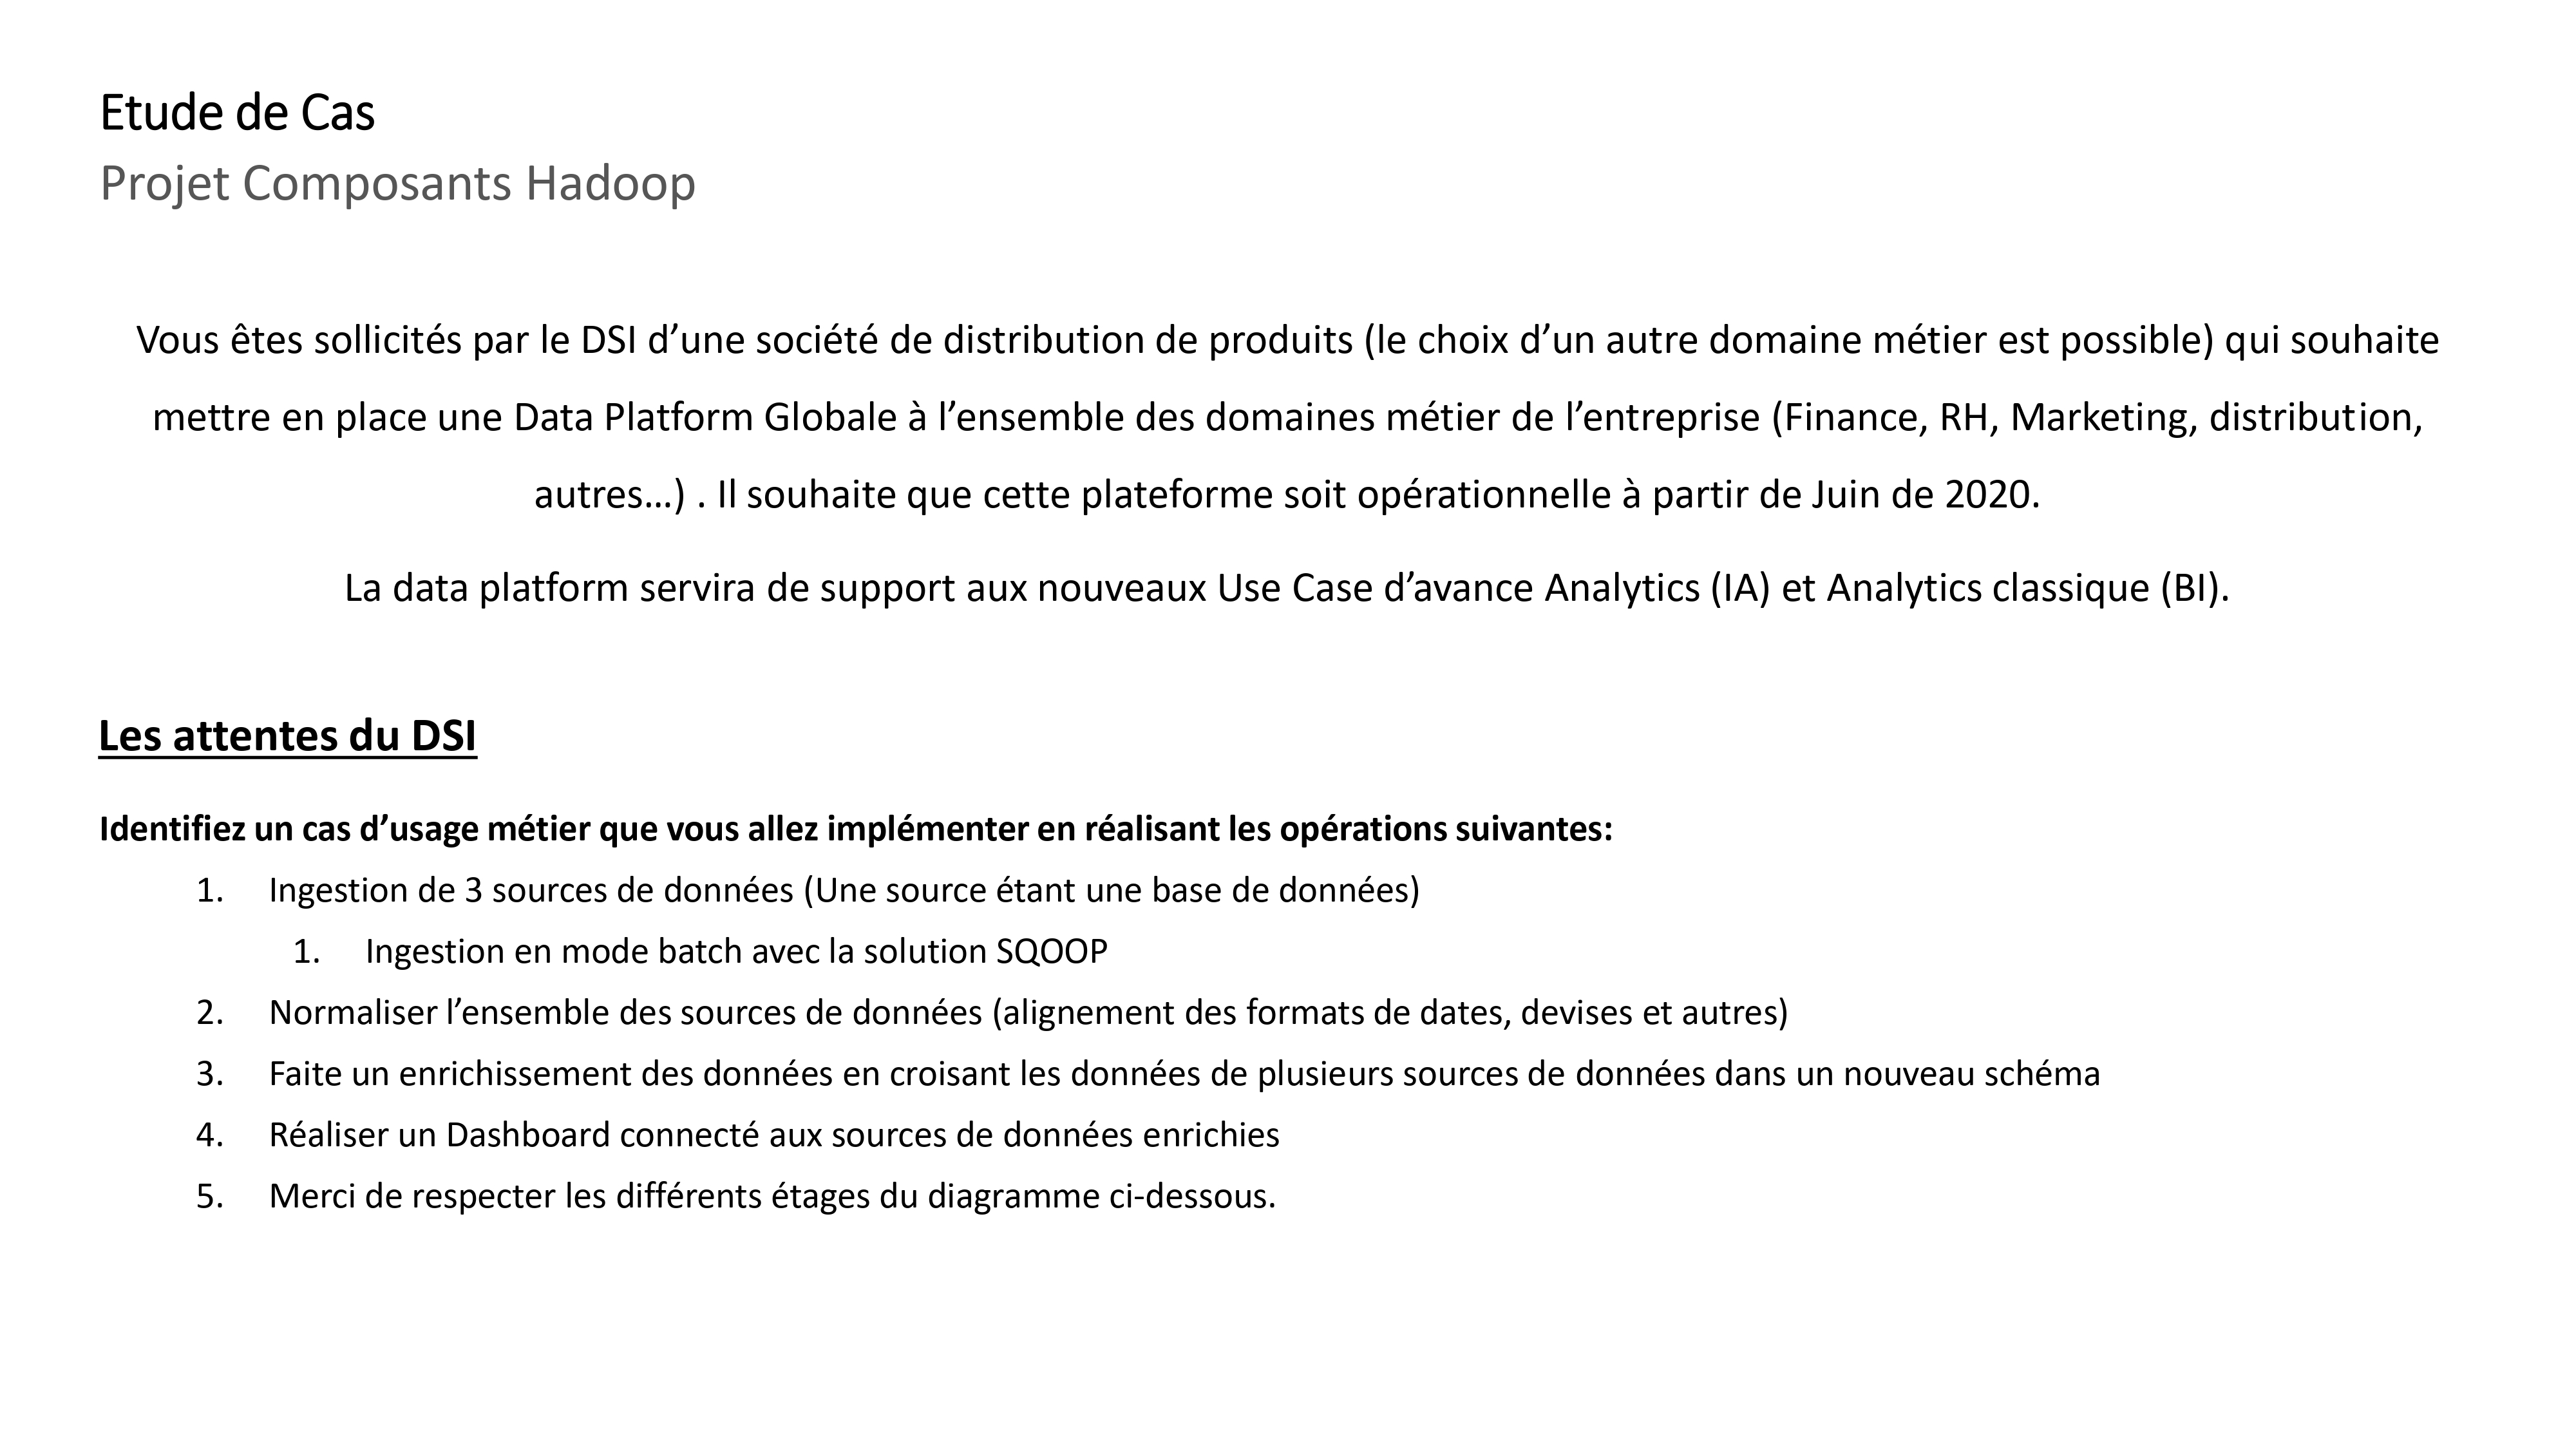 Etude de Cas
Projet Composants Hadoop
Vous êtes sollicités par le DSI d’une société de distribution de produits (le choix d’un autre domaine métier est possible) qui souhaite
mettre en place une Data Platform Globale à l’ensemble des domaines métier de l’entreprise (Finance, RH, Marketing, distribution,
autres…) . Il souhaite que cette plateforme soit opérationnelle à partir de Juin de 2020.
La data platform servira de support aux nouveaux Use Case d’avance Analytics (IA) et Analytics classique (BI).
Les attentes du DSI
Identifiez un cas d’usage métier que vous allez implémenter en réalisant les opérations suivantes:
1. Ingestion de 3 sources de données (Une source étant une base de données)
1. Ingestion en mode batch avec la solution SQOOP
2. Normaliser l’ensemble des sources de données (alignement des formats de dates, devises et autres)
3. Faite un enrichissement des données en croisant les données de plusieurs sources de données dans un nouveau schéma
4. Réaliser un Dashboard connecté aux sources de données enrichies
5. Merci de respecter les différents étages du diagramme ci-dessous.